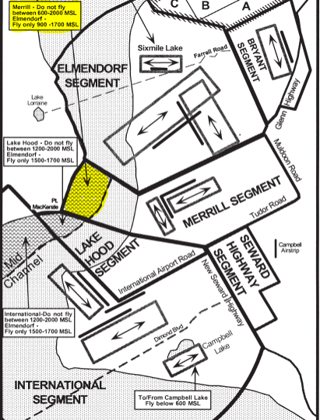 Merrill - Do not fly
between 600-2000 MSL
Elmendorf -
Fly only 900 -1700 MSL
C
B
A
Sixmile Lake
Farrell Road
BRYANT
SEGMENT
ELMENDORF
SEGMENT
Lake
Lorraine
Glenn Highway
Lake Hood - Do not fly
between 1200-2000 MSL
Elmendorf -
Fly only 1500-1700 MSL
Muldoon Road
Pt.
MacKenzie
MERRILL SEGMENT
Tudor Road
Mid
Channel
LAKE
HOOD
SEGMENT
SEWARD
HIGHWAY
SEGMENT
Campbell
Airstrip
International Airport Road
New Seward Highway
International-Do not fly
between 1200-2000 MSL
Elmendorf -
Fly only 1500-1700 MSL
Dimond Blvd
Campbell
Lake
INTERNATIONAL
SEGMENT
To/From Campbell Lake
Fly below 600 MSL